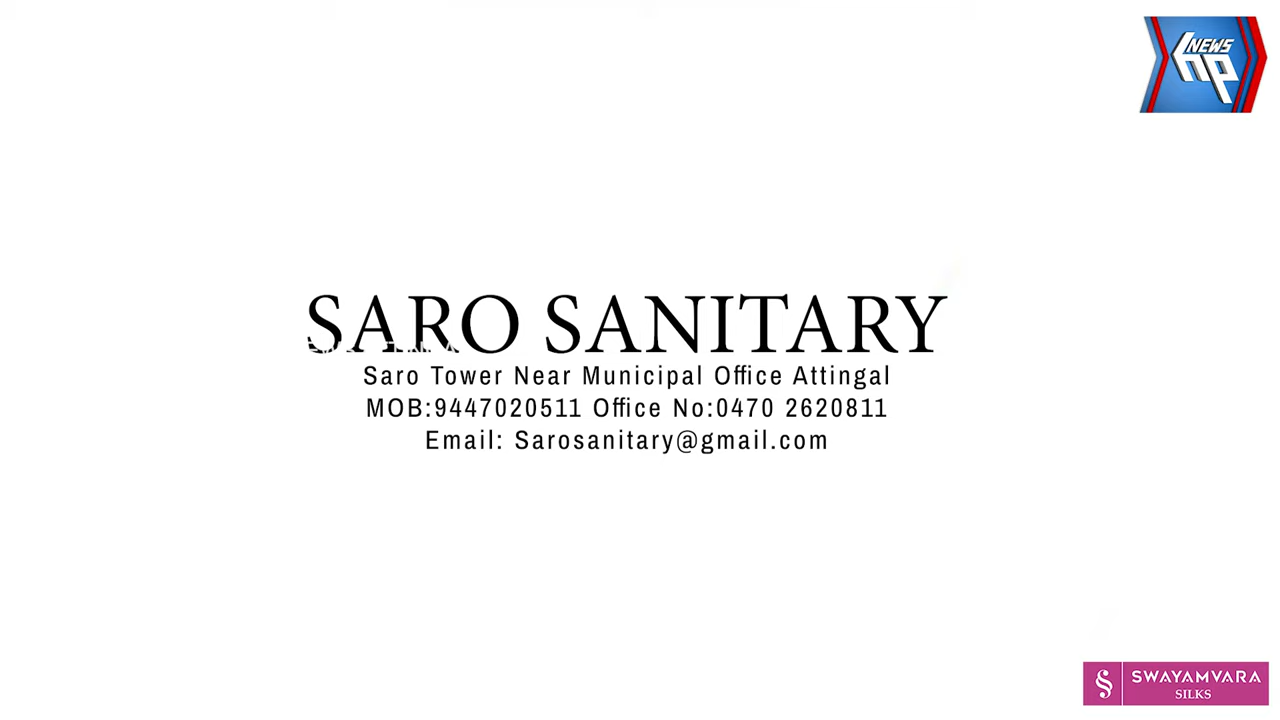 NEWS
hp
SARO SANITARY
Saro Tower Near Municipal Office Attingal
MOB:9447020511 Office No:0470 2620811
Email: Sarosanitary@gmail.com
SWAYAMVARA
SILKS